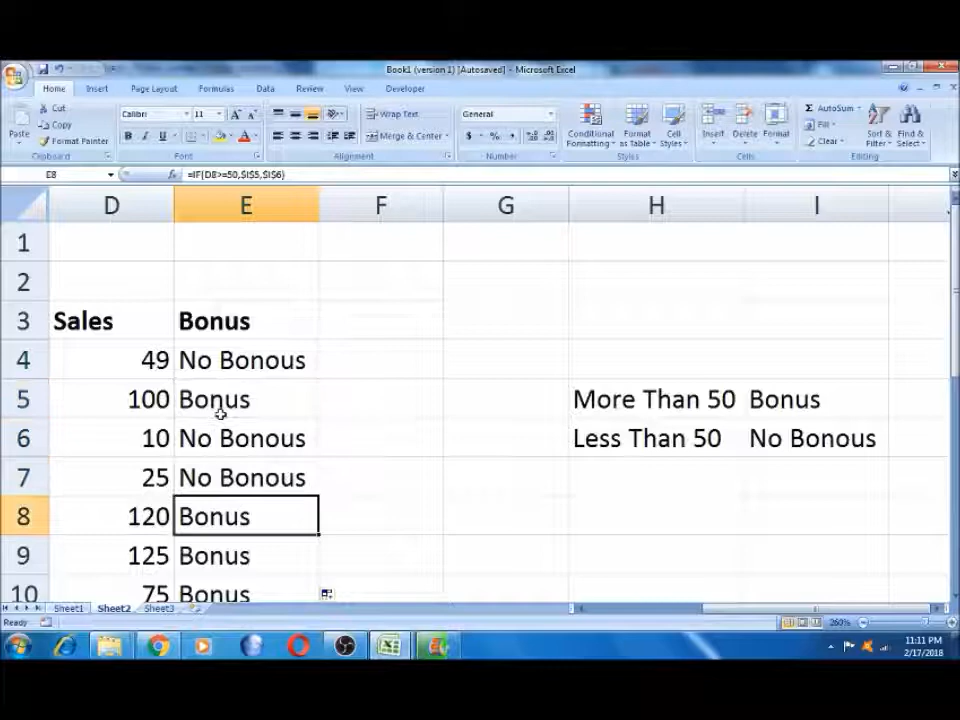 Book1 (version 1) [Autosaved] - Microsoft Excel
Home Insert Page Layout Formulas Data Review View Developer
Cut
Copy
Format Painter
Paste
Clipboard
Calibri 11
B I U
Font
Wrap Text
Merge & Center
Alignment
General
$ % ,
Number
Conditional Formatting
Format as Table
Cell Styles
Styles
Insert Delete Format
Cells
AutoSum
Fill
Clear
Sort & Filter
Find & Select
Editing
E8 fx =IF(D8>=50,$I$5,$I$6)
D E F G H I
1
2
3 Sales Bonus
4 49 No Bonous
5 100 Bonus More Than 50 Bonus
6 10 No Bonous Less Than 50 No Bonous
7 25 No Bonous
8 120 Bonus
9 125 Bonus
10 75 Bonus
Sheet1 Sheet2 Sheet3
Ready 260%
11:11 PM
2/17/2018